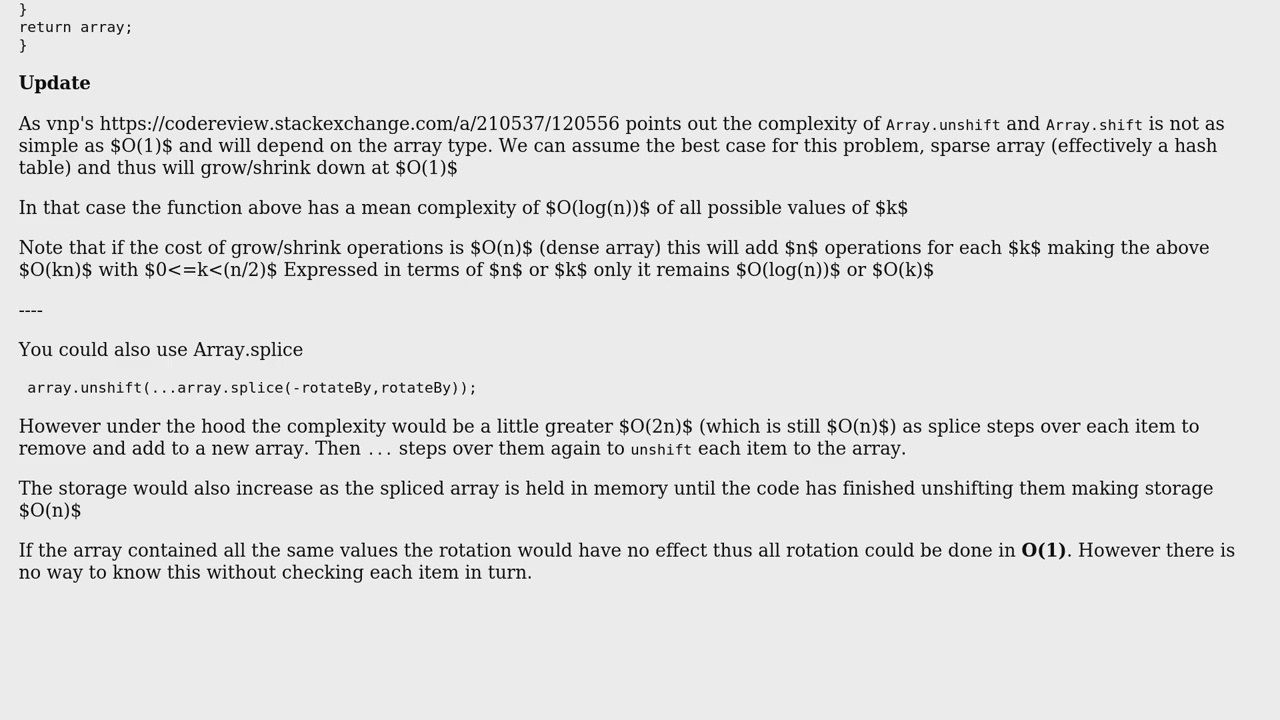 }
return array;
}
Update
As vnp's https://codereview.stackexchange.com/a/210537/120556 points out the complexity of Array.unshift and Array.shift is not as
simple as $O(1)$ and will depend on the array type. We can assume the best case for this problem, sparse array (effectively a hash
table) and thus will grow/shrink down at $O(1)$
In that case the function above has a mean complexity of $O(log(n))$ of all possible values of $k$
Note that if the cost of grow/shrink operations is $O(n)$ (dense array) this will add $n$ operations for each $k$ making the above
$O(kn)$ with $0<=k<(n/2)$ Expressed in terms of $n$ or $k$ only it remains $O(log(n))$ or $O(k)$
----
You could also use Array.splice
array.unshift(...array.splice(-rotateBy,rotateBy));
However under the hood the complexity would be a little greater $O(2n)$ (which is still $O(n)$) as splice steps over each item to
remove and add to a new array. Then ... steps over them again to unshift each item to the array.
The storage would also increase as the spliced array is held in memory until the code has finished unshifting them making storage
$O(n)$
If the array contained all the same values the rotation would have no effect thus all rotation could be done in O(1). However there is
no way to know this without checking each item in turn.